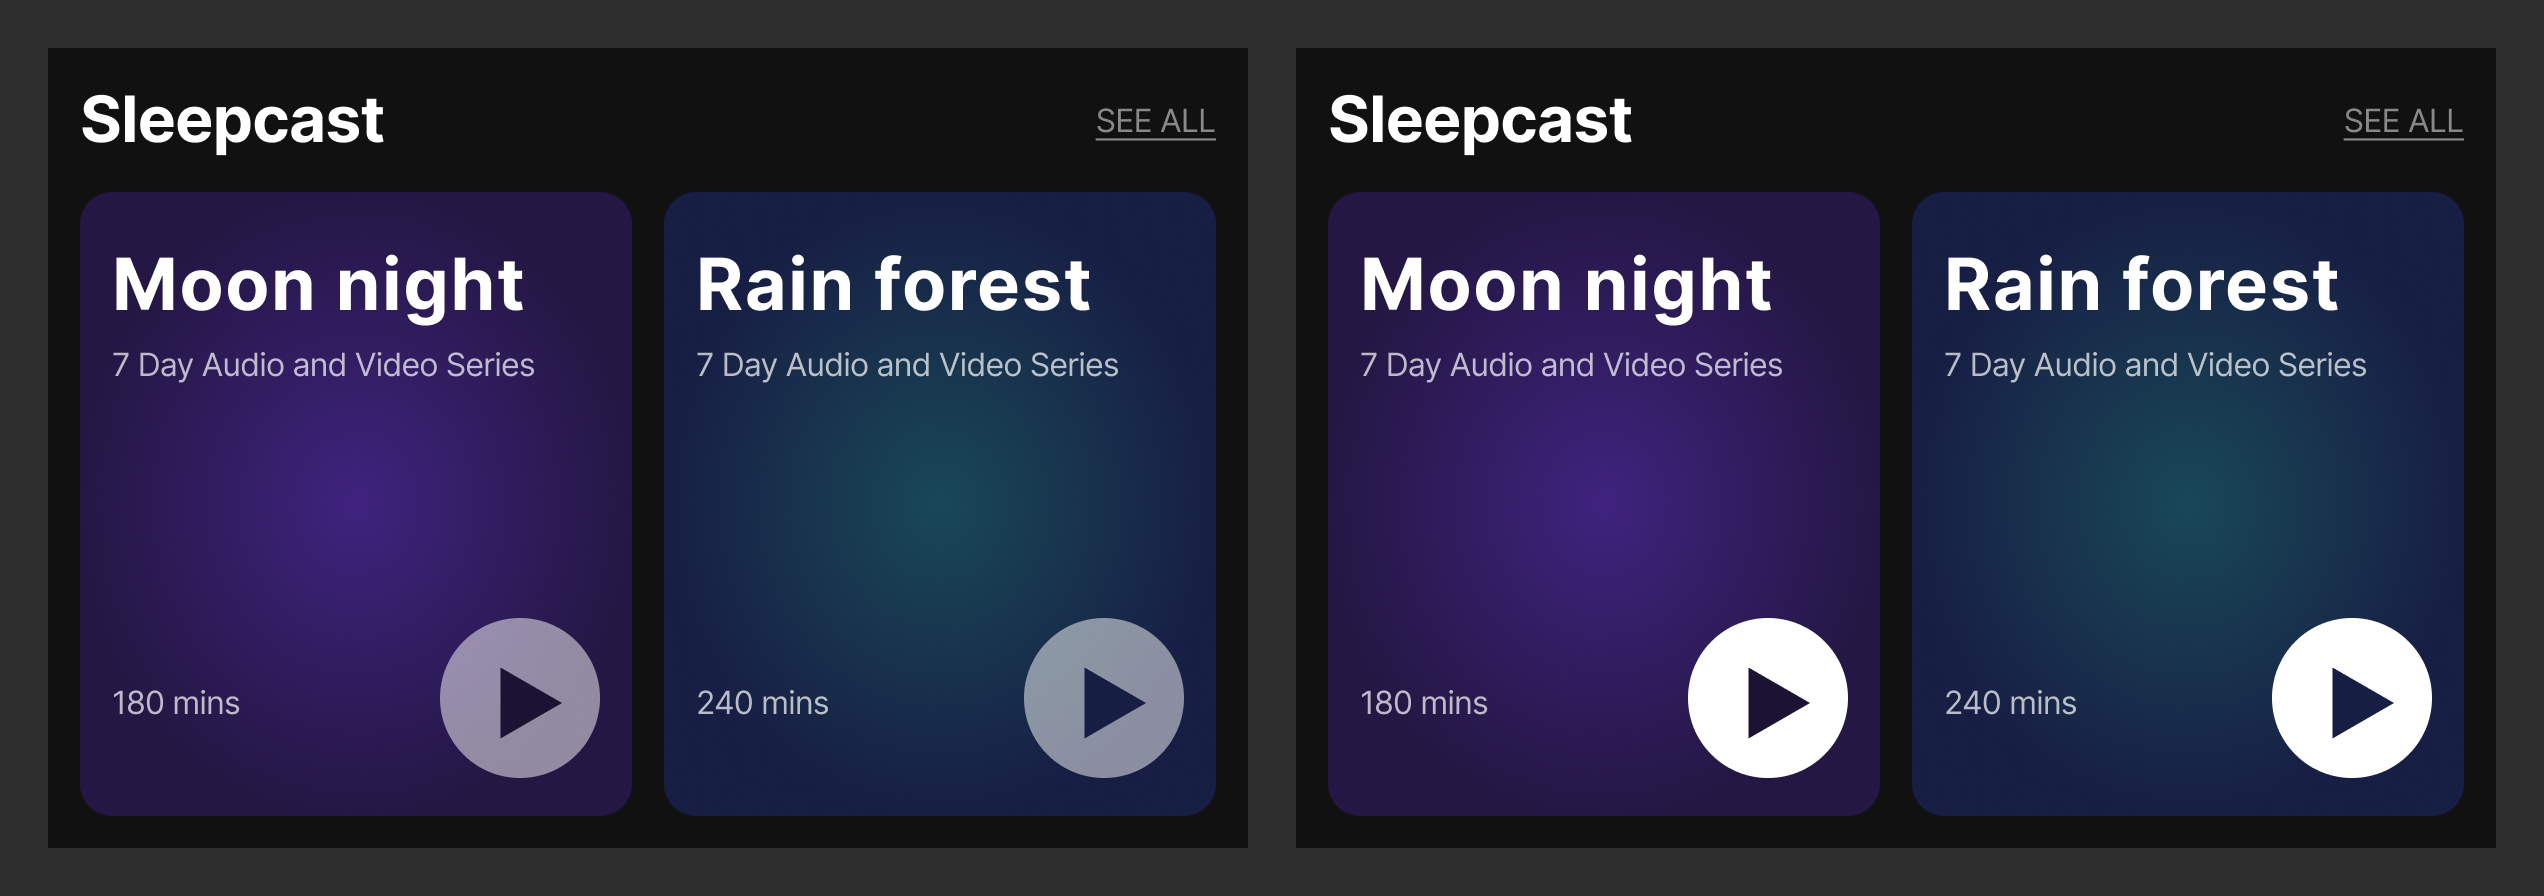 Sleepcast
SEE ALL
Moon night
7 Day Audio and Video Series
180 mins
Rain forest
7 Day Audio and Video Series
240 mins
Sleepcast
SEE ALL
Moon night
7 Day Audio and Video Series
180 mins
Rain forest
7 Day Audio and Video Series
240 mins